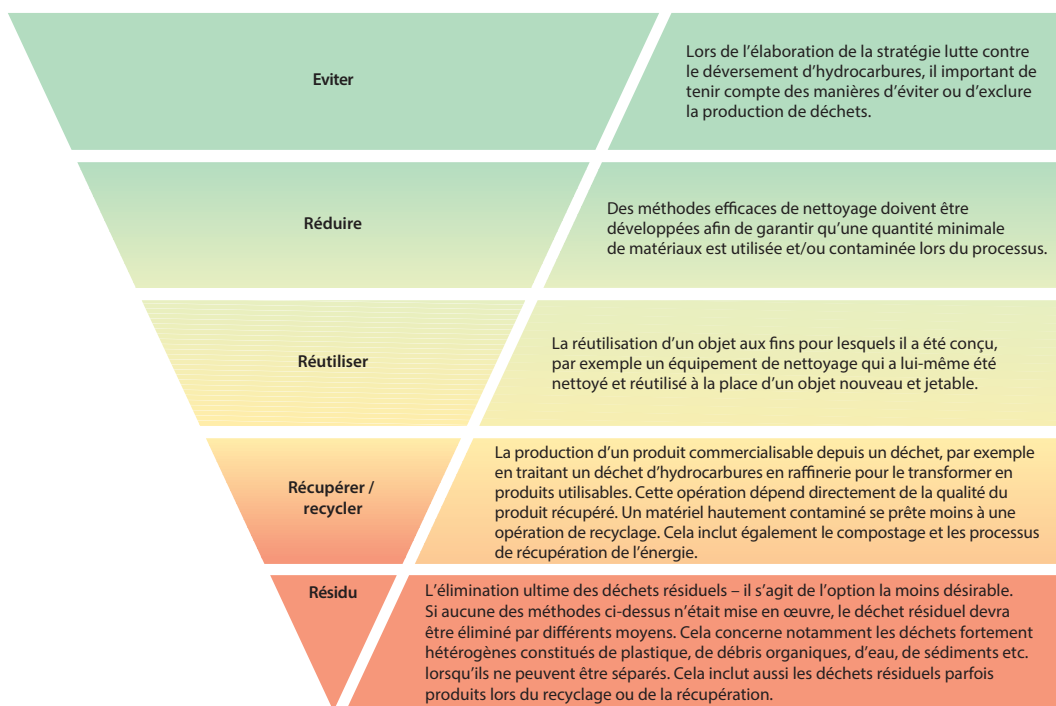 Eviter
Lors de l’élaboration de la stratégie lutte contre
le déversement d’hydrocarbures, il important de
tenir compte des manières d’éviter ou d’exclure
la production de déchets.
Réduire
Des méthodes efficaces de nettoyage doivent être
développées afin de garantir qu’une quantité minimale
de matériaux est utilisée et/ou contaminée lors du processus.
Réutiliser
La réutilisation d’un objet aux fins pour lesquels il a été conçu,
par exemple un équipement de nettoyage qui a lui-même été
nettoyé et réutilisé à la place d’un objet nouveau et jetable.
Récupérer /
recycler
La production d’un produit commercialisable depuis un déchet, par exemple
en traitant un déchet d’hydrocarbures en raffinerie pour le transformer en
produits utilisables. Cette opération dépend directement de la qualité du
produit récupéré. Un matériel hautement contaminé se prête moins à une
opération de recyclage. Cela inclut également le compostage et les processus
de récupération de l’énergie.
Résidu
L’élimination ultime des déchets résiduels – il s’agit de l’option la moins désirable.
Si aucune des méthodes ci-dessus n’était mise en œuvre, le déchet résiduel devra
être éliminé par différents moyens. Cela concerne notamment les déchets fortement
hétérogènes constitués de plastique, de débris organiques, d’eau, de sédiments etc.
lorsqu’ils ne peuvent être séparés. Cela inclut aussi les déchets résiduels parfois
produits lors du recyclage ou de la récupération.